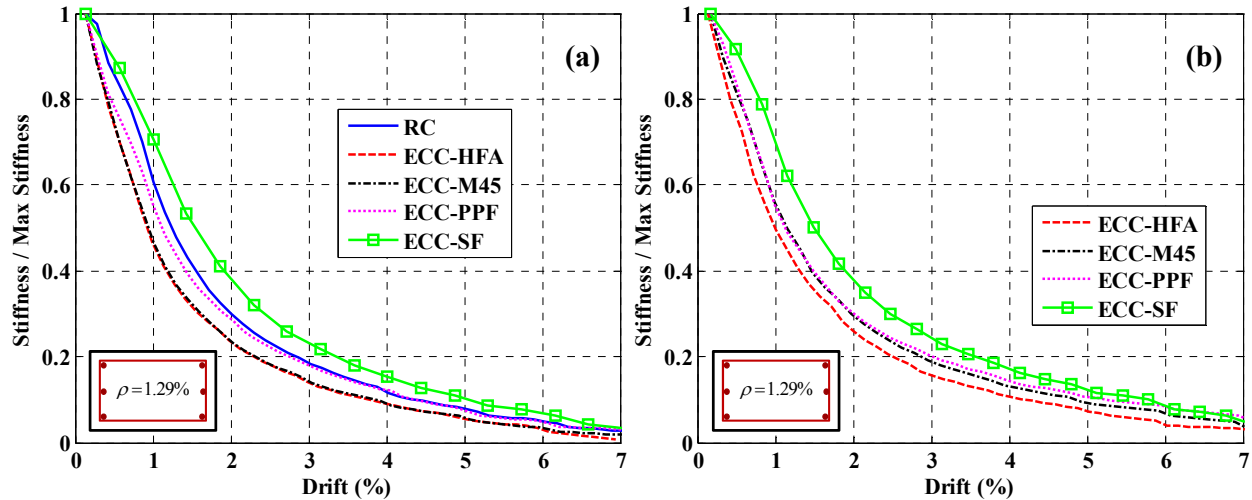 (a)
Stiffness / Max Stiffness
1
0.8
0.6
0.4
0.2
0
RC
ECC-HFA
ECC-M45
ECC-PPF
ECC-SF
ρ=1.29%
0 1 2 3 4 5 6 7
Drift (%)
(b)
Stiffness / Max Stiffness
1
0.8
0.6
0.4
0.2
0
ECC-HFA
ECC-M45
ECC-PPF
ECC-SF
ρ=1.29%
0 1 2 3 4 5 6 7
Drift (%)